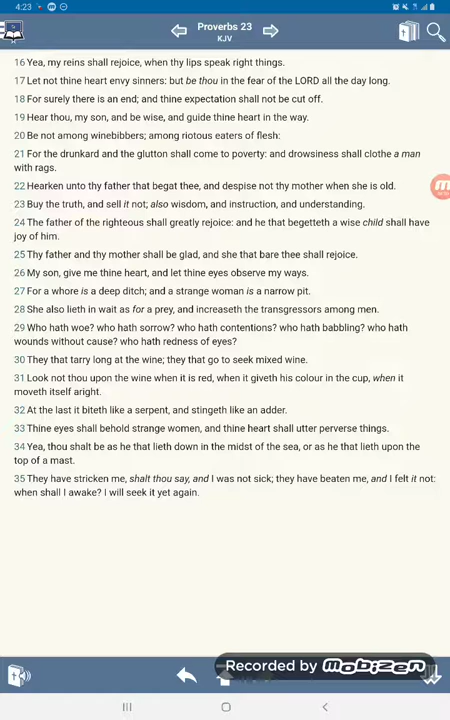 4:23
Proverbs 23
KJV
16 Yea, my reins shall rejoice, when thy lips speak right things.
17 Let not thine heart envy sinners: but be thou in the fear of the LORD all the day long.
18 For surely there is an end; and thine expectation shall not be cut off.
19 Hear thou, my son, and be wise, and guide thine heart in the way.
20 Be not among winebibbers; among riotous eaters of flesh:
21 For the drunkard and the glutton shall come to poverty: and drowsiness shall clothe a man
with rags.
22 Hearken unto thy father that begat thee, and despise not thy mother when she is old.
23 Buy the truth, and sell it not; also wisdom, and instruction, and understanding.
24 The father of the righteous shall greatly rejoice: and he that begetteth a wise child shall have
joy of him.
25 Thy father and thy mother shall be glad, and she that bare thee shall rejoice.
26 My son, give me thine heart, and let thine eyes observe my ways.
27 For a whore is a deep ditch; and a strange woman is a narrow pit.
28 She also lieth in wait as for a prey, and increaseth the transgressors among men.
29 Who hath woe? who hath sorrow? who hath contentions? who hath babbling? who hath
wounds without cause? who hath redness of eyes?
30 They that tarry long at the wine; they that go to seek mixed wine.
31 Look not thou upon the wine when it is red, when it giveth his colour in the cup, when it
moveth itself aright.
32 At the last it biteth like a serpent, and stingeth like an adder.
33 Thine eyes shall behold strange women, and thine heart shall utter perverse things.
34 Yea, thou shalt be as he that lieth down in the midst of the sea, or as he that lieth upon the
top of a mast.
35 They have stricken me, shalt thou say, and I was not sick; they have beaten me, and I felt it not:
when shall I awake? I will seek it yet again.
Recorded by mobizen